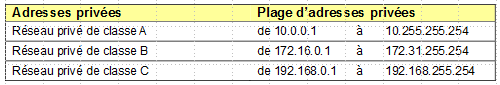 Adresses privées Plage d'adresses privées
Réseau privé de classe A de 10.0.0.1 à 10.255.255.254
Réseau privé de classe B de 172.16.0.1 à 172.31.255.254
Réseau privé de classe C de 192.168.0.1 à 192.168.255.254